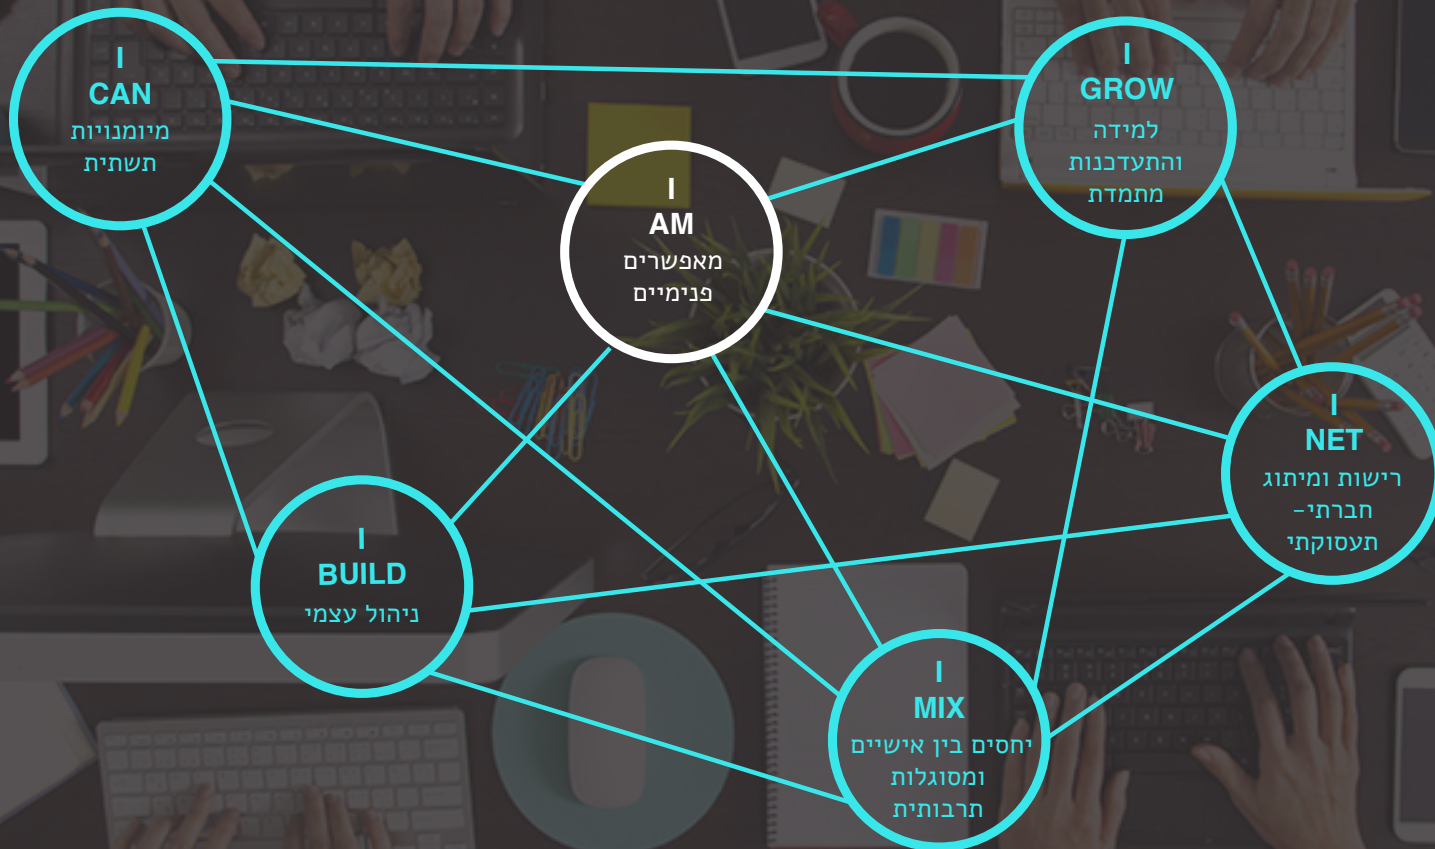 I
CAN
מיומנויות
תשתית
I
GROW
למידה
והתעדכנות
מתמדת
I
AM
מאפשרים
פנימיים
I
NET
רישות ומיתוג
חברתי-
תעסוקתי
I
BUILD
ניהול עצמי
I
MIX
יחסים בין אישיים
ומסוגלות
תרבותית